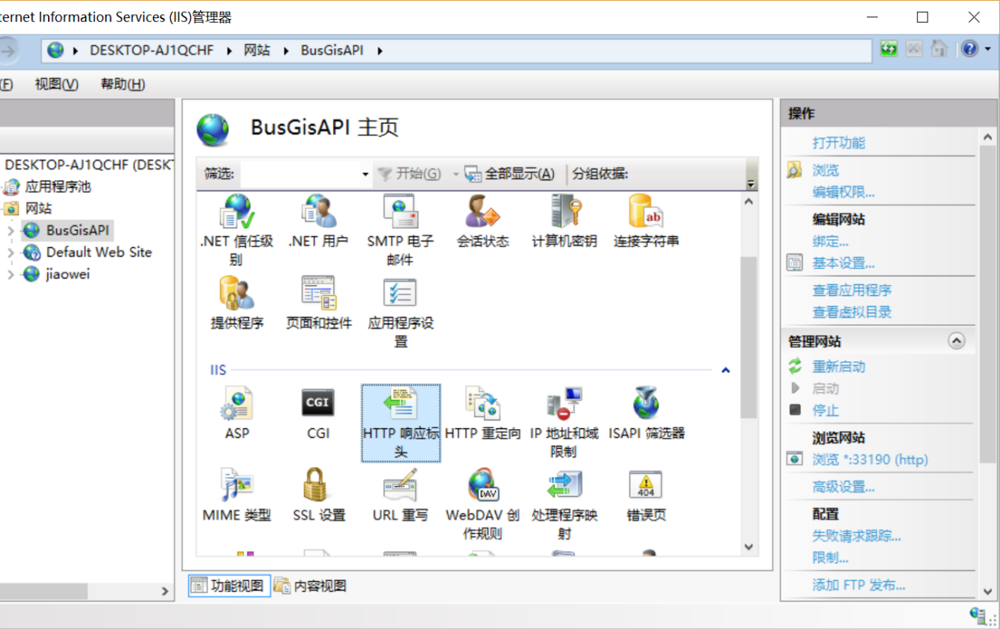 ternet Information Services (IIS)管理器
DESKTOP-AJ1QCHF 网站 BusGisAPI
(F) 视图(V) 帮助(H)
DESKTOP-AJ1QCHF (DESKT
应用程序池
网站
BusGisAPI
Default Web Site
jiaowei
BusGisAPI 主页
筛选: 开始(G) 全部显示(A) 分组依据:
.NET 信任级
别
.NET 用户
SMTP 电子
邮件
会话状态
计算机密钥
连接字符串
提供程序
页面和控件
应用程序设
置
IIS
ASP
CGI
CGI
HTTP 响应标
头
HTTP 重定向
IP 地址和域
限制
ISAPI 筛选器
MIME 类型
SSL 设置
URL 重写
DAV
WebDAV 创
作规则
处理程序映
射
404
错误页
ab
功能视图 内容视图
操作
打开功能
浏览
编辑权限...
编辑网站
绑定...
基本设置...
查看应用程序
查看虚拟目录
管理网站
重新启动
启动
停止
浏览网站
浏览 *:33190 (http)
高级设置...
配置
失败请求跟踪...
限制...
添加 FTP 发布...